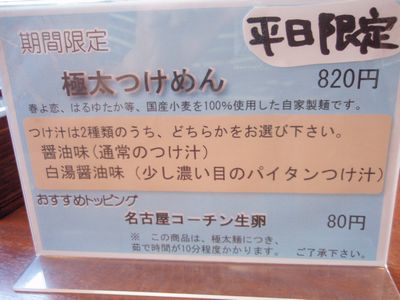 期間限定
平日限定
極太つけめん 820円
春よ恋、はるゆたか等、国産小麦を100%使用した自家製麺です。
つけ汁は2種類のうち、どちらかをお選び下さい。
醤油味(通常のつけ汁)
白湯醤油味 (少し濃い目のパイタンつけ汁)
おすすめトッピング
名古屋コーチン生卵 80円
※ この商品は、極太麺につき、
茹で時間が10分程度かかります。 ご了承下さい。